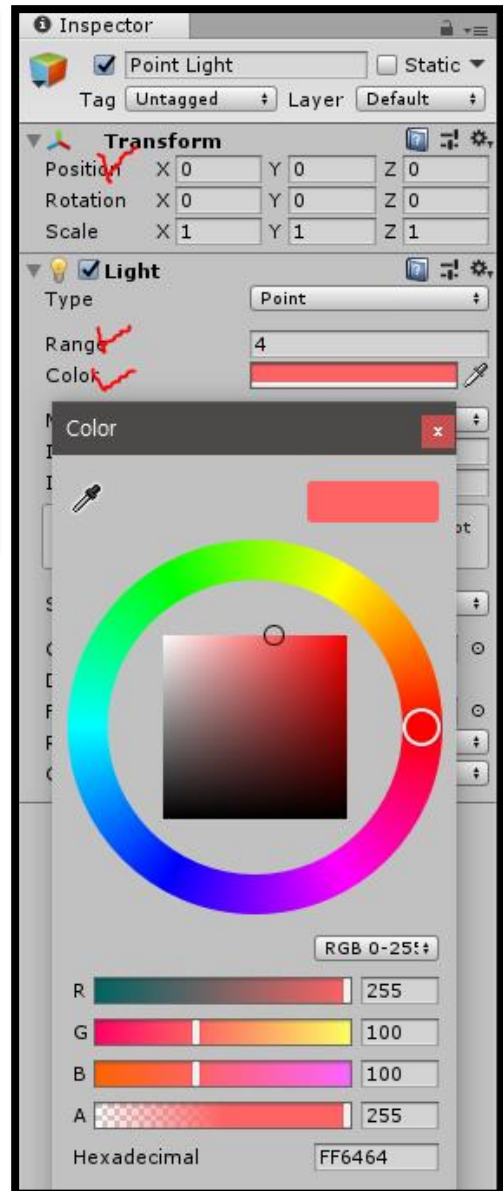 Inspector
Point Light Static
Tag Untagged Layer Default
Transform
Position X 0 Y 0 Z 0
Rotation X 0 Y 0 Z 0
Scale X 1 Y 1 Z 1
Light
Type Point
Range 4
Color
Color x
RGB 0-25
R 255
G 100
B 100
A 255
Hexadecimal FF6464